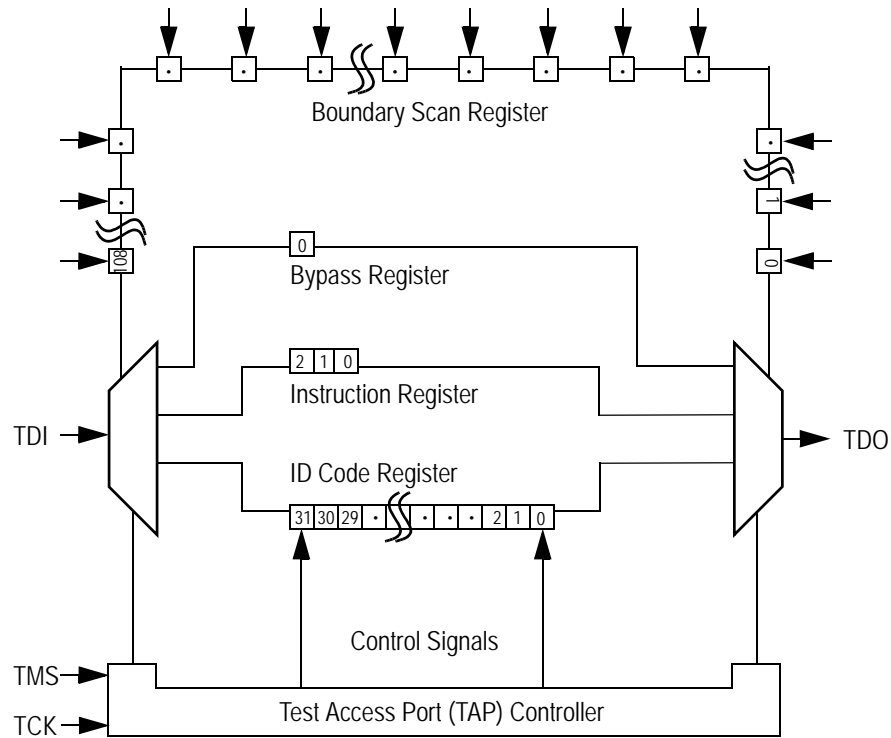 Boundary Scan Register
1
108
0
0
Bypass Register
2 1 0
Instruction Register
TDI
TDO
ID Code Register
31 30 29 · · · · 2 1 0
Control Signals
TMS
Test Access Port (TAP) Controller
TCK